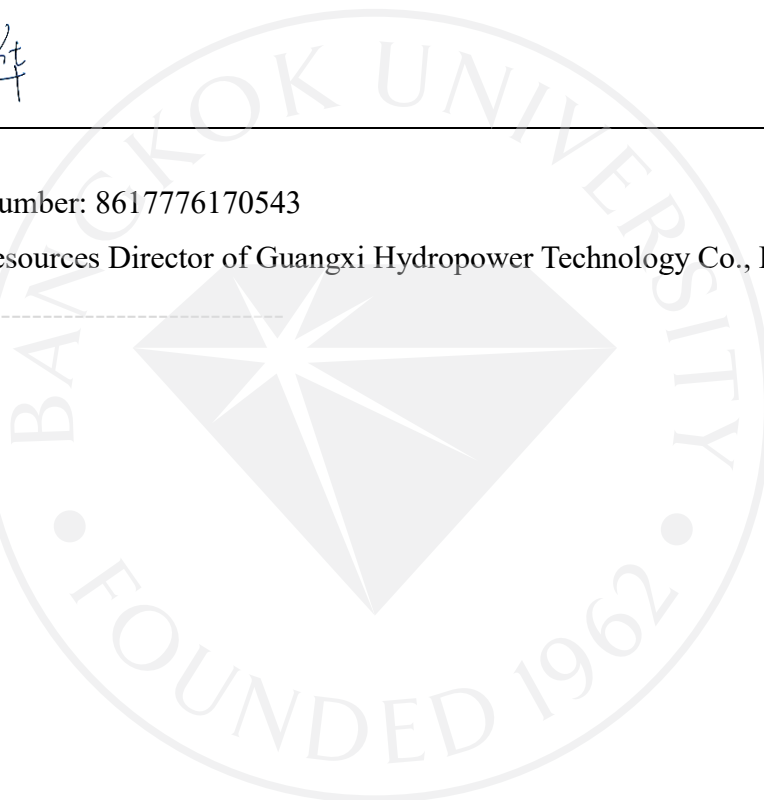 BANGKOK UNIVERSITY
umber: 8617776170543
esources Director of Guangxi Hydropower Technology Co.,
• FOUNDED 1962 •